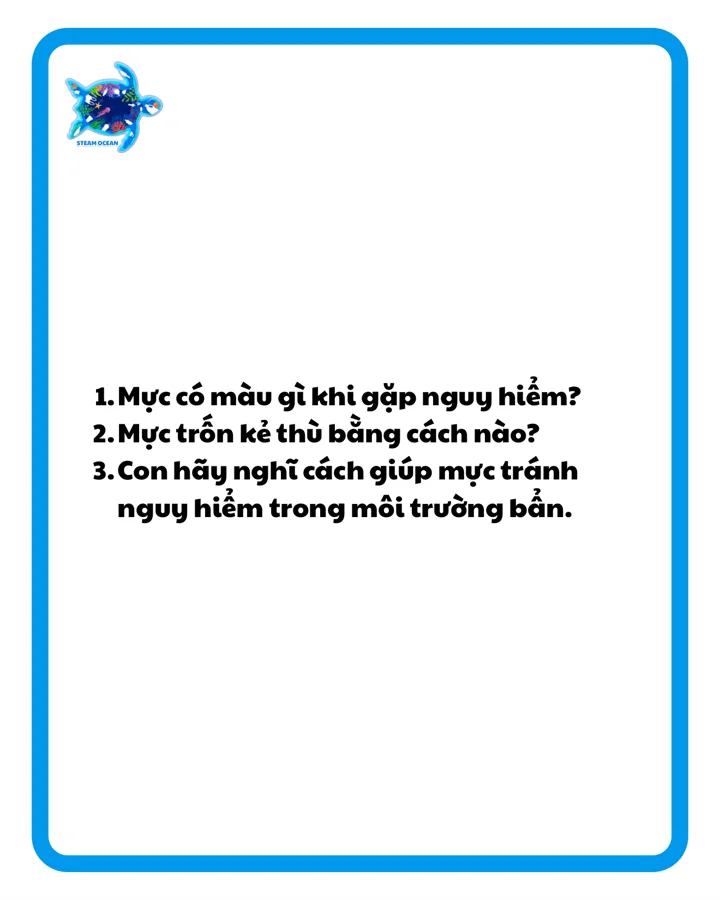 STEAM OCEAN
1. Mực có màu gì khi gặp nguy hiểm?
2. Mực trốn kẻ thù bằng cách nào?
3. Con hãy nghĩ cách giúp mực tránh
nguy hiểm trong môi trường bẩn.